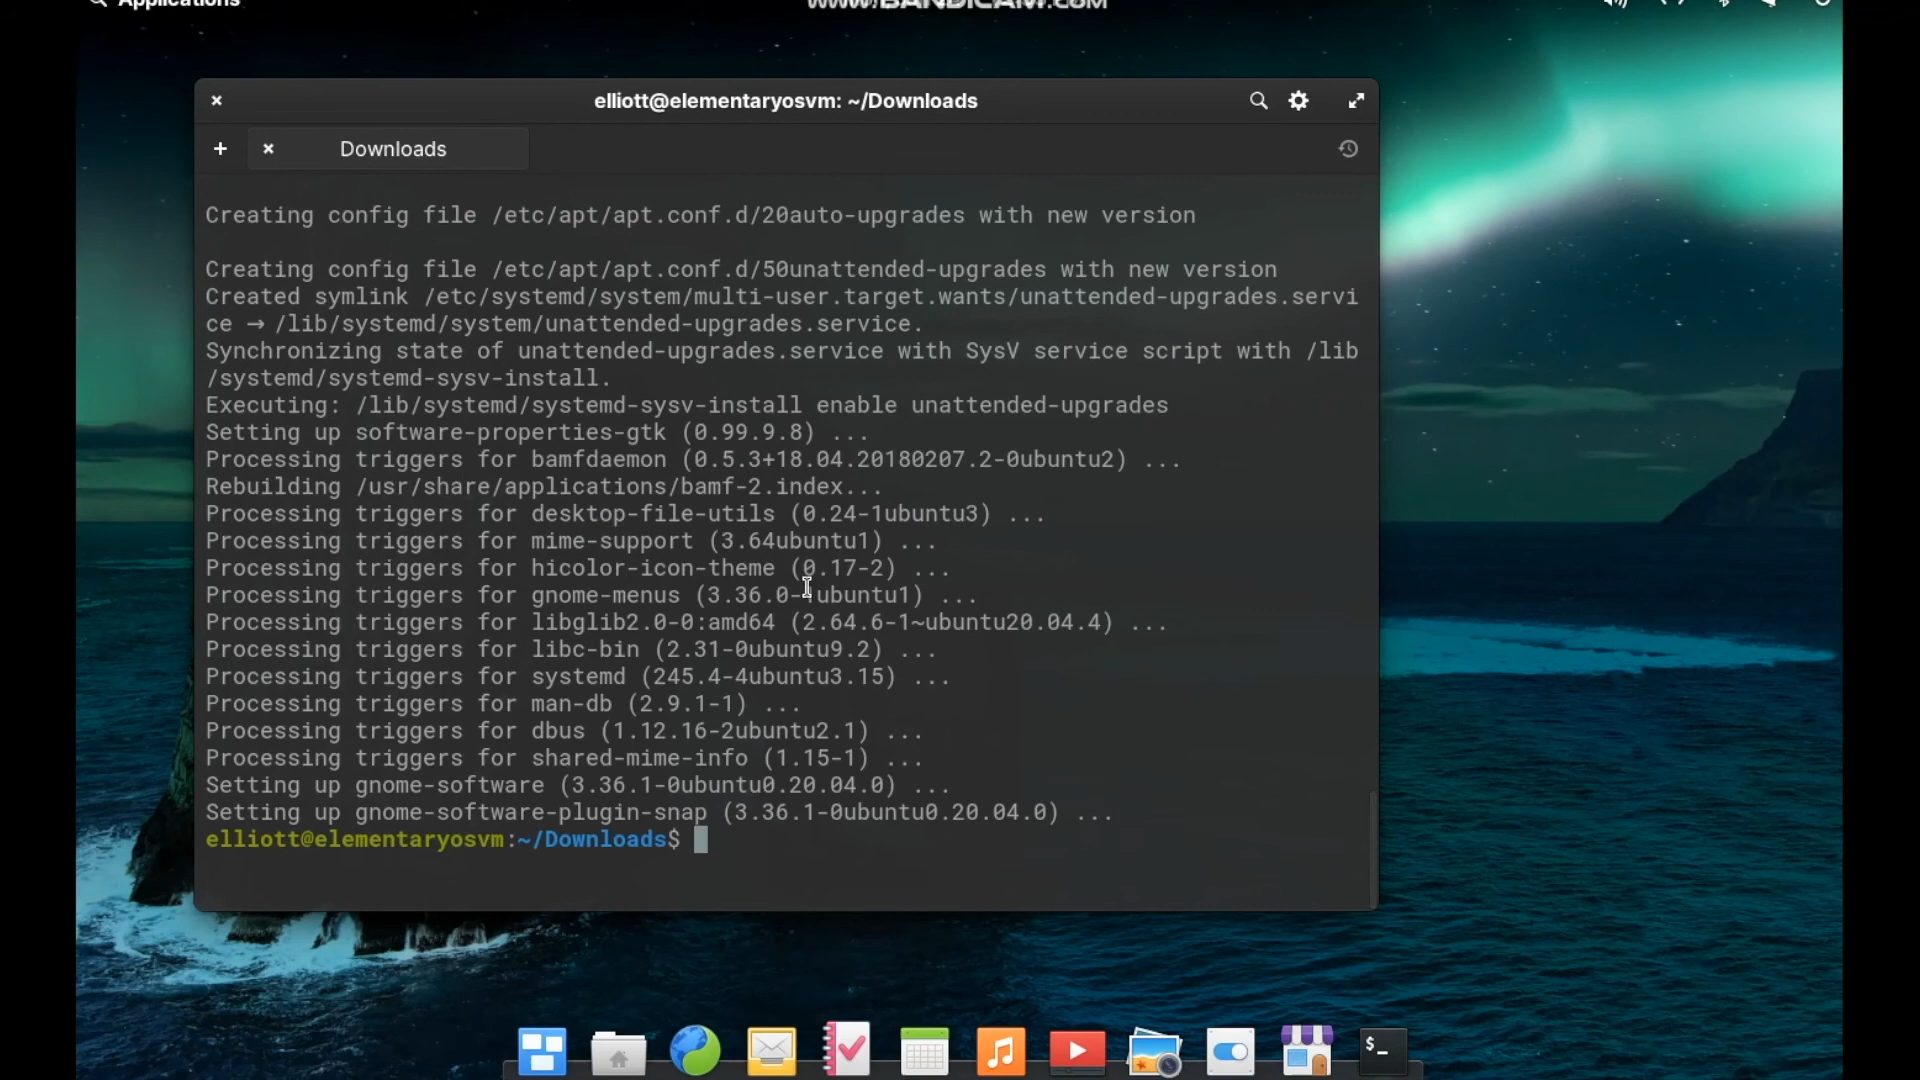 Applications
www.BANDICAM.com
elliott@elementaryosvm: ~/Downloads
Downloads
Creating config file /etc/apt/apt.conf.d/20auto-upgrades with new version
Creating config file /etc/apt/apt.conf.d/50unattended-upgrades with new version
Created symlink /etc/systemd/system/multi-user.target.wants/unattended-upgrades.servi
ce → /lib/systemd/system/unattended-upgrades.service.
Synchronizing state of unattended-upgrades.service with SysV service script with /lib
/systemd/systemd-sysv-install.
Executing: /lib/systemd/systemd-sysv-install enable unattended-upgrades
Setting up software-properties-gtk (0.99.9.8) ...
Processing triggers for bamfdaemon (0.5.3+18.04.20180207.2-0ubuntu2) ...
Rebuilding /usr/share/applications/bamf-2.index...
Processing triggers for desktop-file-utils (0.24-1ubuntu3) ...
Processing triggers for mime-support (3.64ubuntu1) ...
Processing triggers for hicolor-icon-theme (0.17-2) ...
Processing triggers for gnome-menus (3.36.0-1ubuntu1) ...
Processing triggers for libglib2.0-0:amd64 (2.64.6-1~ubuntu20.04.4) ...
Processing triggers for libc-bin (2.31-0ubuntu9.2) ...
Processing triggers for systemd (245.4-4ubuntu3.15) ...
Processing triggers for man-db (2.9.1-1) ...
Processing triggers for dbus (1.12.16-2ubuntu2.1) ...
Processing triggers for shared-mime-info (1.15-1) ...
Setting up gnome-software (3.36.1-0ubuntu0.20.04.0) ...
Setting up gnome-software-plugin-snap (3.36.1-0ubuntu0.20.04.0) ...
elliott@elementaryosvm:~/Downloads$
$_